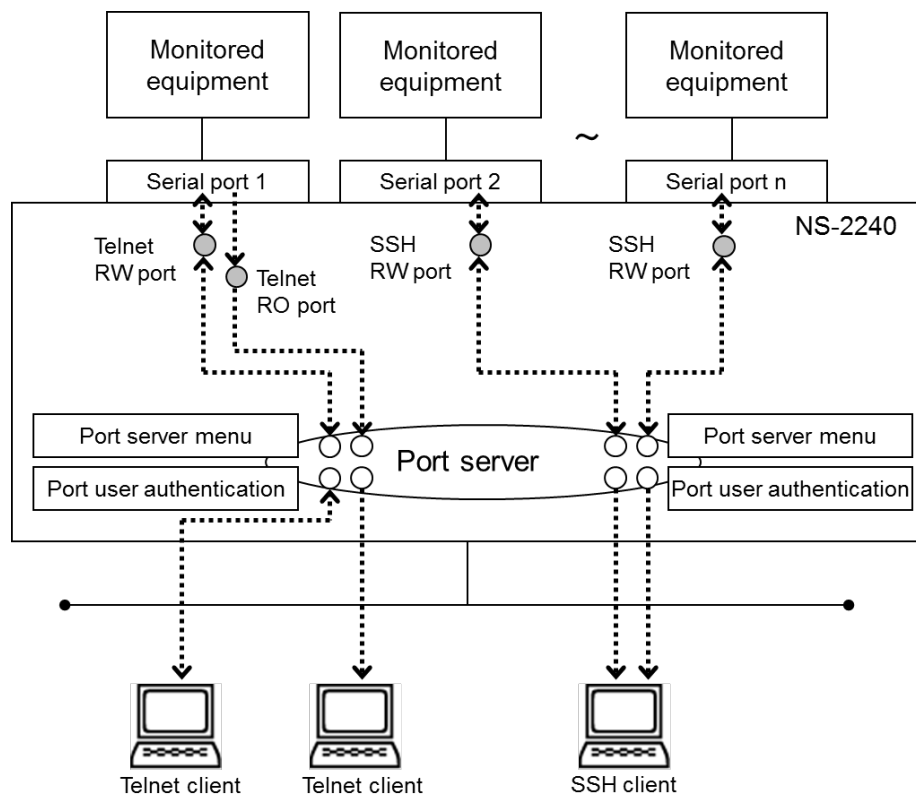 Monitored
equipment
Monitored
equipment
Monitored
equipment
~
Serial port 1
Serial port 2
Serial port n
NS-2240
Telnet
RW port
Telnet
RO port
SSH
RW port
SSH
RW port
Port server menu
Port user authentication
Port server
Port server menu
Port user authentication
Telnet client
Telnet client
SSH client